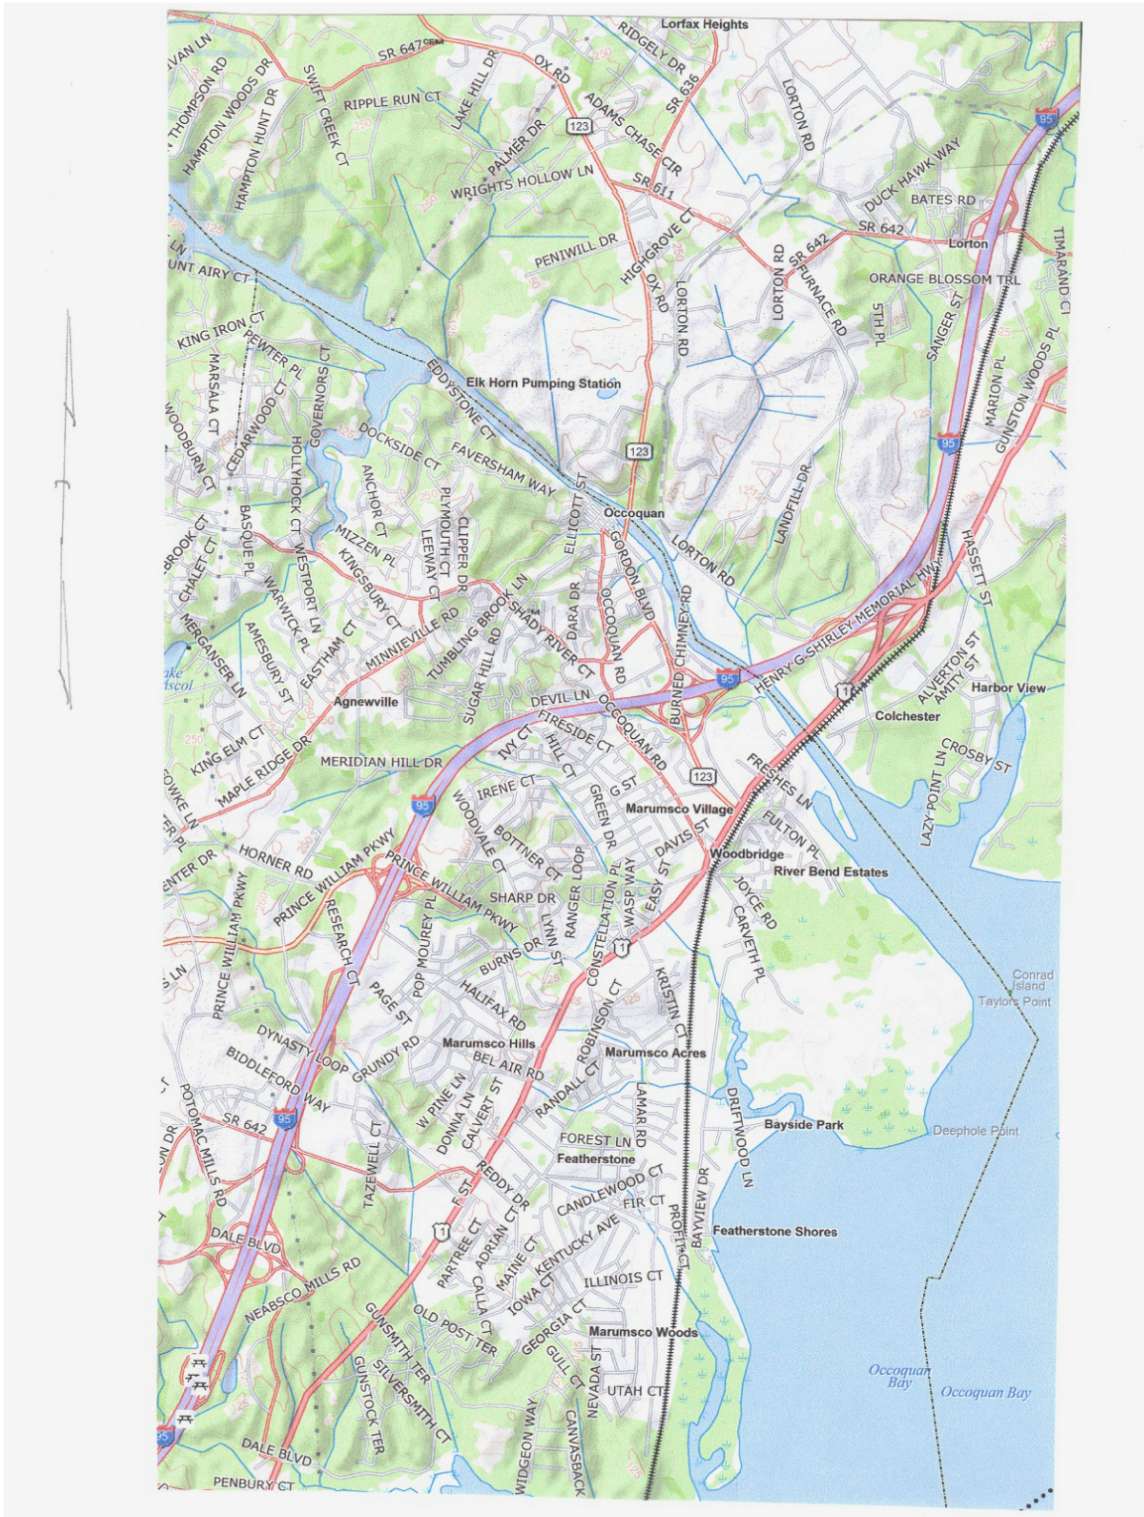 Lorfax Heights
RIDGELY DR
SR 647
CEM
OX RD
SR 636
LAKE HILL DR
THOMPSON RD
HAMPTON WOODS DR
SWIFT CREEK CT
RIPPLE RUN CT
250
250
ADAMS CHASE CIR
LORTON RD
125
95
HAMPTON HUNT DR
123
PALMER DR
WRIGHTS HOLLOW LN
SR 611
DUCK HAWK WAY
BATES RD
SR 642
Lorton
TIMARAND CT
PENIWILL DR
HIGHGROVE CT
OX RD
LORTON RD
LORTON RD
SR 642
FURNACE RD
ORANGE BLOSSOM TRL
5TH PL
SANGER ST
LN
UNT AIRY CT
KING IRON CT
PEWTER PL
MARSALA CT
GOVERNORS CT
CEDARWOOD CT
EDDYSTONE CT
Elk Horn Pumping Station
MARION PL
GUNSTON WOODS PL
125
95
WOODBURN CT
HOLLYHOCK CT
DOCKSIDE CT
FAVERSHAM WAY
123
ANCHOR CT
PLYMOUTH CT
CLIPPER DR
LEEWAY CT
ELLICOTT ST
Occoquan
LANDFILL DR
BROOK CT
CHALET CT
BASQUE PL
WESTPORT LN
MIZZEN PL
KINGSBURY CT
GORDON BLVD
LORTON RD
HASSETT ST
WARWICK PL
TUMBLING BROOK LN
SHADY RIVER CT
DARA DR
OCCOQUAN RD
BURNED CHIMNEY RD
HENRY G SHIRLEY MEMORIAL HWY
MERGANSER LN
AMESBURY ST
EASTHAM CT
MINNIEVILLE RD
SUGAR HILL RD
ALVERTON ST
AMITY ST
Harbor View
Agnewville
DEVIL LN
95
1
Colchester
KING ELM CT
MAPLE RIDGE DR
MERIDIAN HILL DR
IVY CT
FIRESIDE CT
HILL CT
OCCOQUAN RD
CROSBY ST
LAZY POINT LN
250
OWKE LN
95
IRENE CT
G ST
123
FRESHES LN
WOODVALE CT
BOTTNER CT
GREEN DR
Marumsco Village
FULTON PL
DAVIS ST
Woodbridge
River Bend Estates
ENTER DR
HORNER RD
PRINCE WILLIAM PKWY
PRINCE WILLIAM PKWY
SHARP DR
RANGER LOOP
CONSTELLATION PL
WASP WAY
EASY ST
JOYCE RD
CARVETH PL
PRINCE WILLIAM PKWY
RESEARCH CT
POP MOUREY PL
LYNN ST
BURNS DR
1
Conrad
Island
Taylors Point
PAGE ST
HALIFAX RD
ROBINSON CT
KRISTIN CT
DYNASTY LOOP
BIDDLEFORD WAY
GRUNDY RD
Marumsco Hills
BEL AIR RD
Marumsco Acres
POTOMAC MILLS RD
SR 642
95
W PINE LN
DONNA LN
CALVERT ST
RANDALL CT
LAMAR RD
DRIFTWOOD LN
Bayside Park
Deephole Point
TAZEWELL CT
FOREST LN
Featherstone
REDDY DR
F ST
CANDLEWOOD CT
FIR CT
PROFIT CT
BAYVIEW DR
Featherstone Shores
DALE BLVD
1
PARTREE CT
ADRIAN CT
MAINE CT
KENTUCKY AVE
NEABSCO MILLS RD
CALLA CT
IOWA CT
ILLINOIS CT
GUNSMITH TER
OLD POST TER
GEORGIA CT
Marumsco Woods
GUNSTOCK TER
SILVERSMITH CT
GULL CT
NEVADA ST
UTAH CT
Occoquan
Bay
Occoquan Bay
95
DALE BLVD
WIDGEON WAY
CANVASBACK
PENBURY CT